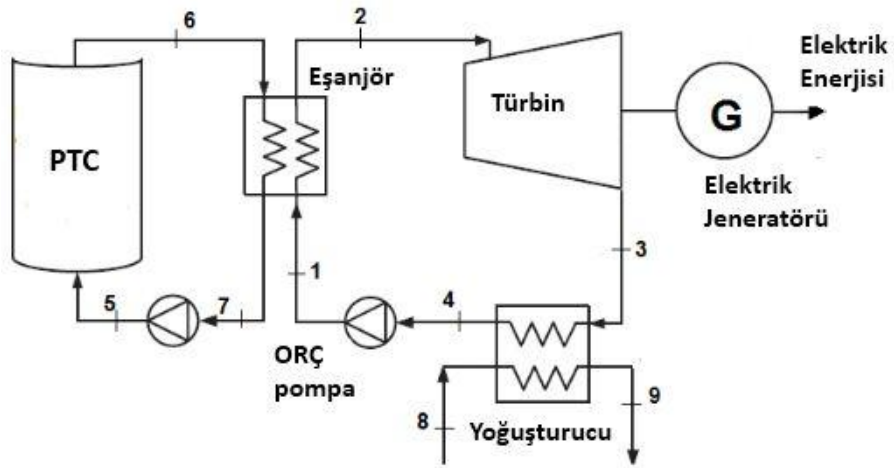 6
2
Eşanjör
PTC
Türbin
G
Elektrik
Enerjisi
Elektrik
Jeneratörü
3
1
5
7
4
ORÇ
pompa
8
9
Yoğuşturucu